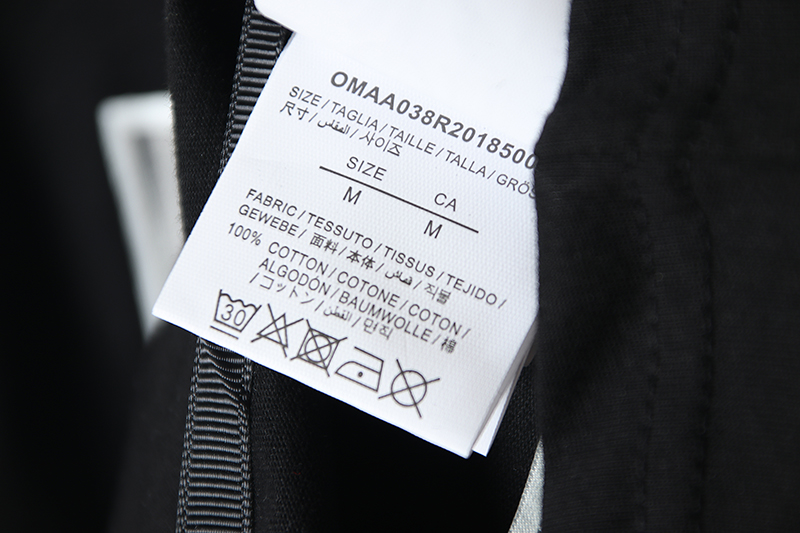 OMAA038R2018500
SIZE/TAGLIA/TAILLE/TALLA/GRÖS
尺寸/المقاس/사이즈
SIZE CA
M M
FABRIC/TESSUTO/TISSUS/TEJIDO/
GEWEBE/面料/本体/قماش/직물
100% COTTON/COTONE/COTON/
ALGODÓN/BAUMWOLLE/棉
/コットン/القطن/면직
30